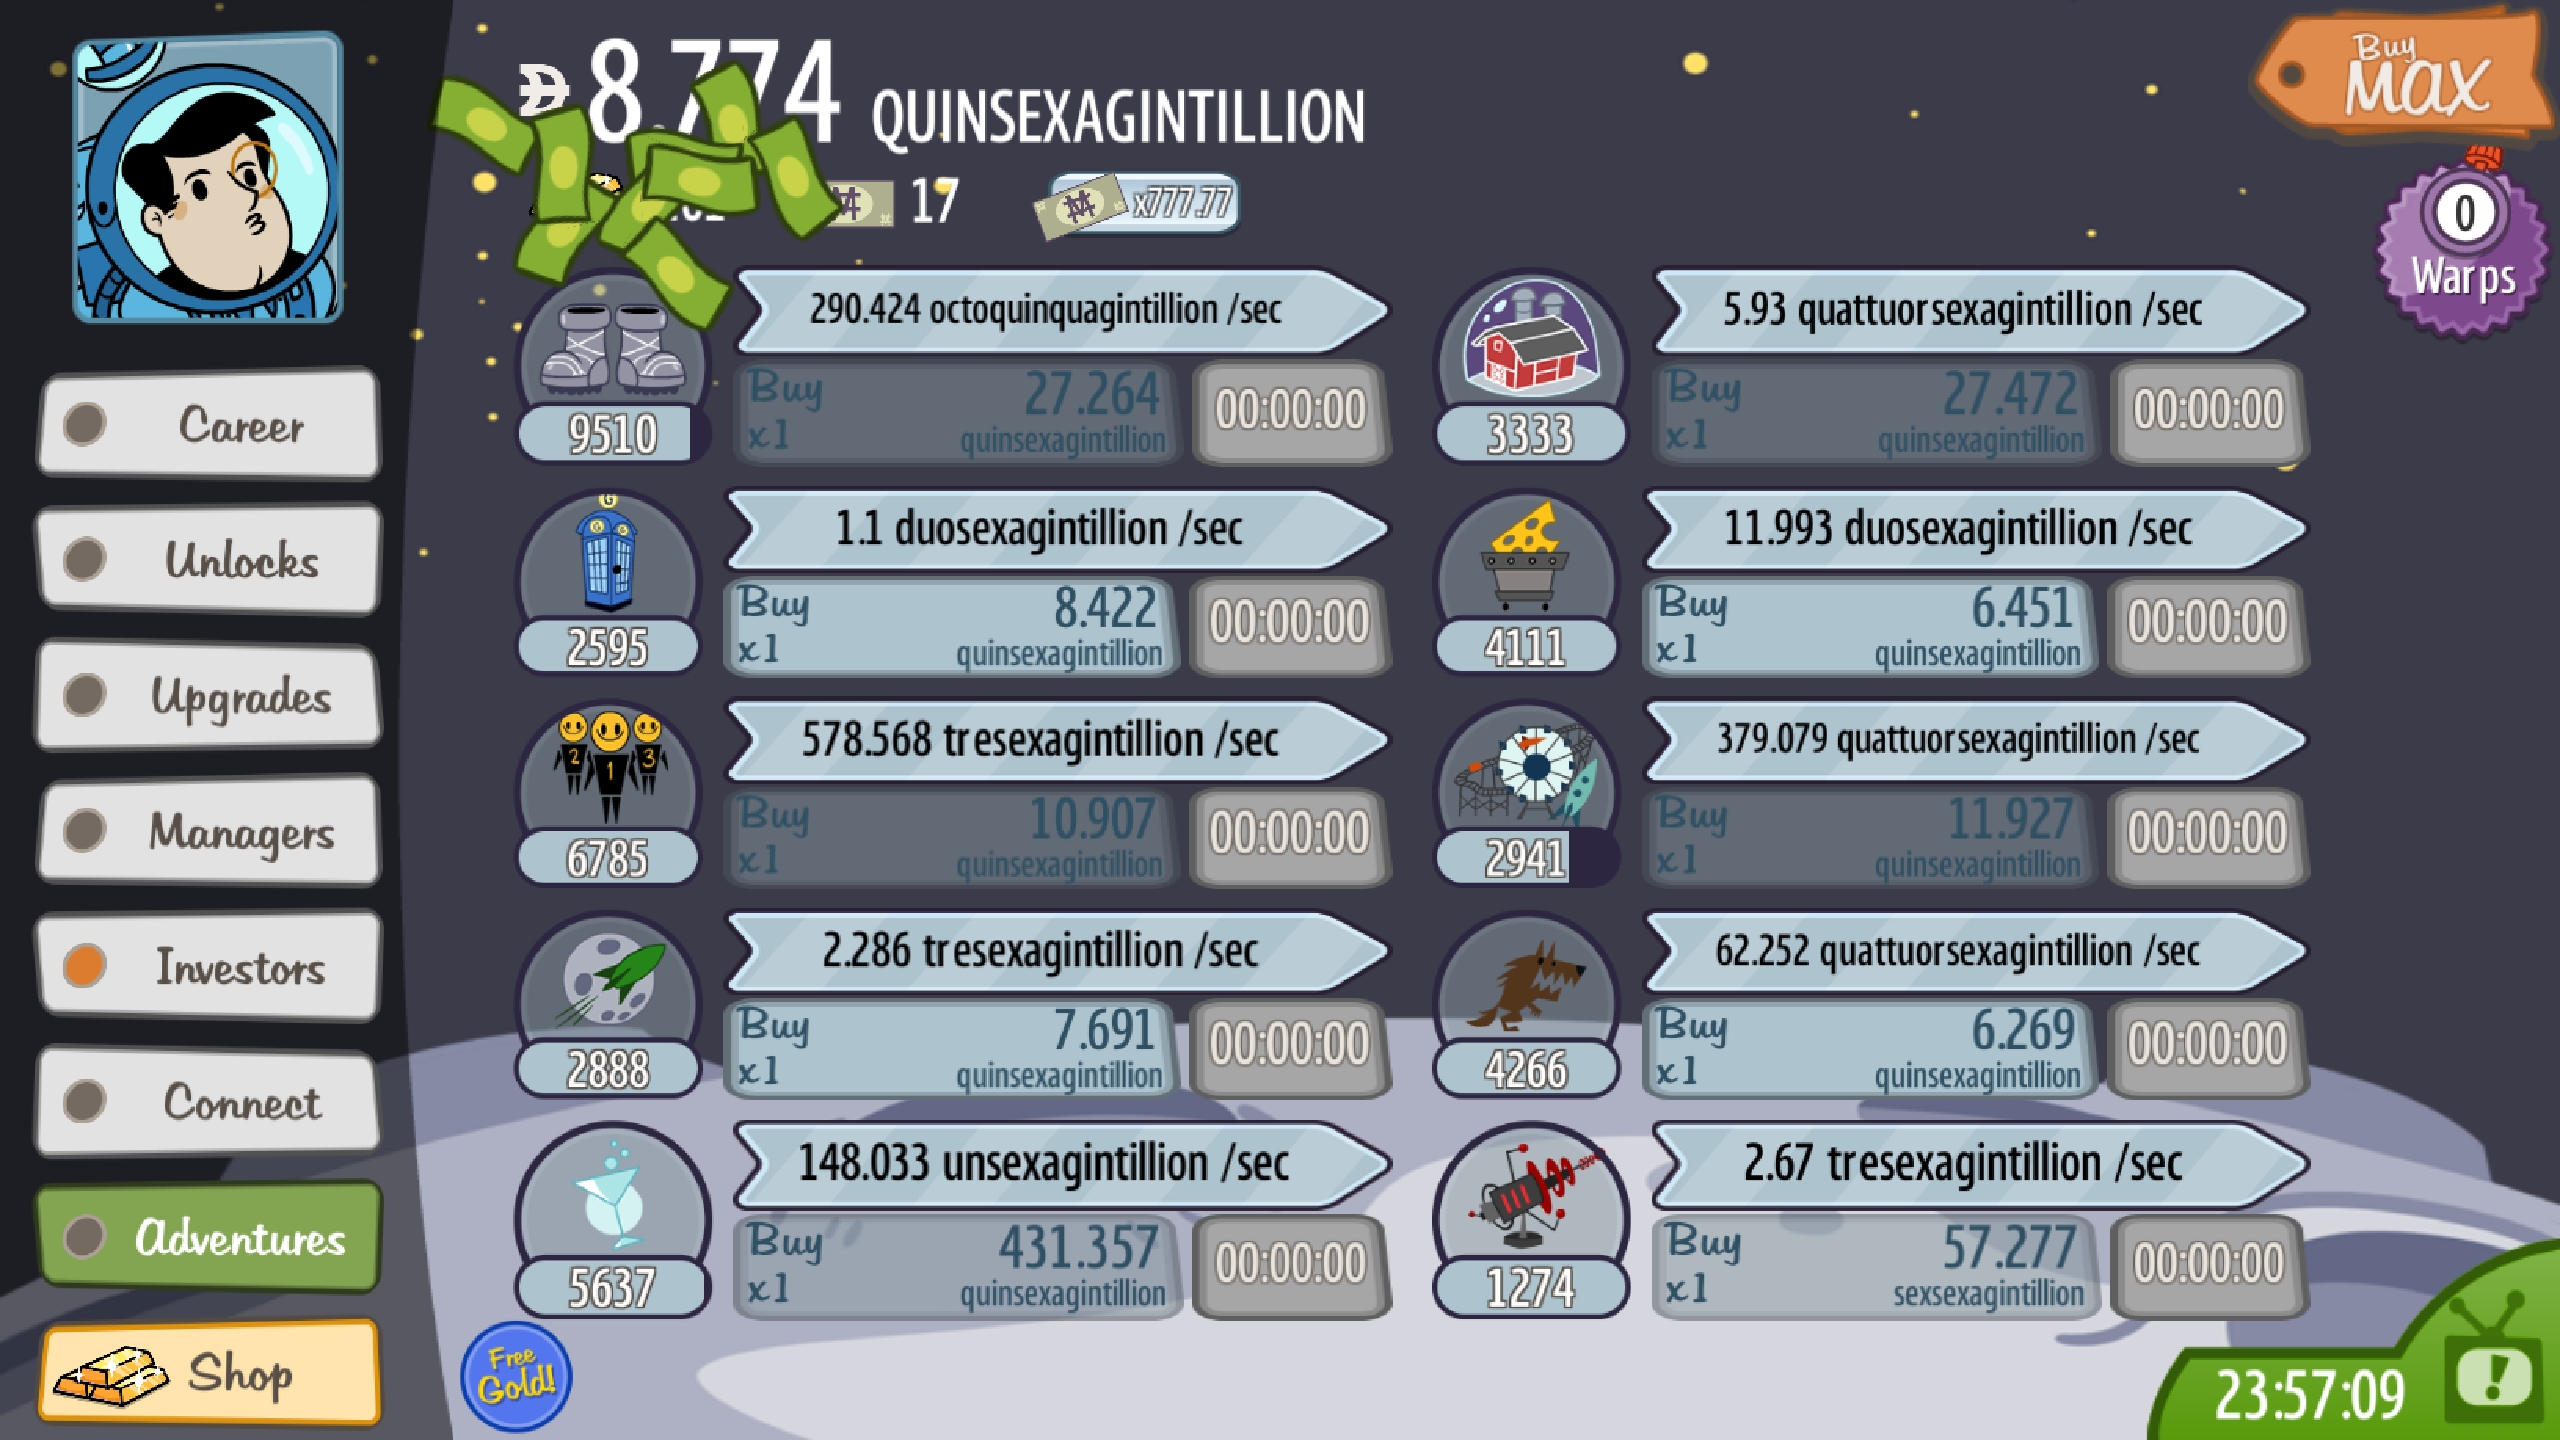 8.774 QUINSEXAGINTILLION
17
x777.77
Buy
MAX
0
Warps
Career
Unlocks
Upgrades
Managers
Investors
Connect
Adventures
Shop
290.424 octoquinquagintillion /sec
Buy 27.264
x1 quinsexagintillion
00:00:00
9510
1.1 duosexagintillion /sec
Buy 8.422
x1 quinsexagintillion
00:00:00
2595
578.568 tresexagintillion /sec
2 1 3
Buy 10.907
x1 quinsexagintillion
00:00:00
6785
2.286 tresexagintillion /sec
Buy 7.691
x1 quinsexagintillion
00:00:00
2888
148.033 unsexagintillion /sec
Buy 431.357
x1 quinsexagintillion
00:00:00
5637
5.93 quattuorsexagintillion /sec
Buy 27.472
x1 quinsexagintillion
00:00:00
3333
11.993 duosexagintillion /sec
Buy 6.451
x1 quinsexagintillion
00:00:00
4111
379.079 quattuorsexagintillion /sec
Buy 11.927
x1 quinsexagintillion
00:00:00
2941
62.252 quattuorsexagintillion /sec
Buy 6.269
x1 quinsexagintillion
00:00:00
4266
2.67 tresexagintillion /sec
Buy 57.277
x1 sexsexagintillion
00:00:00
1274
Free
Gold!
23:57:09
!